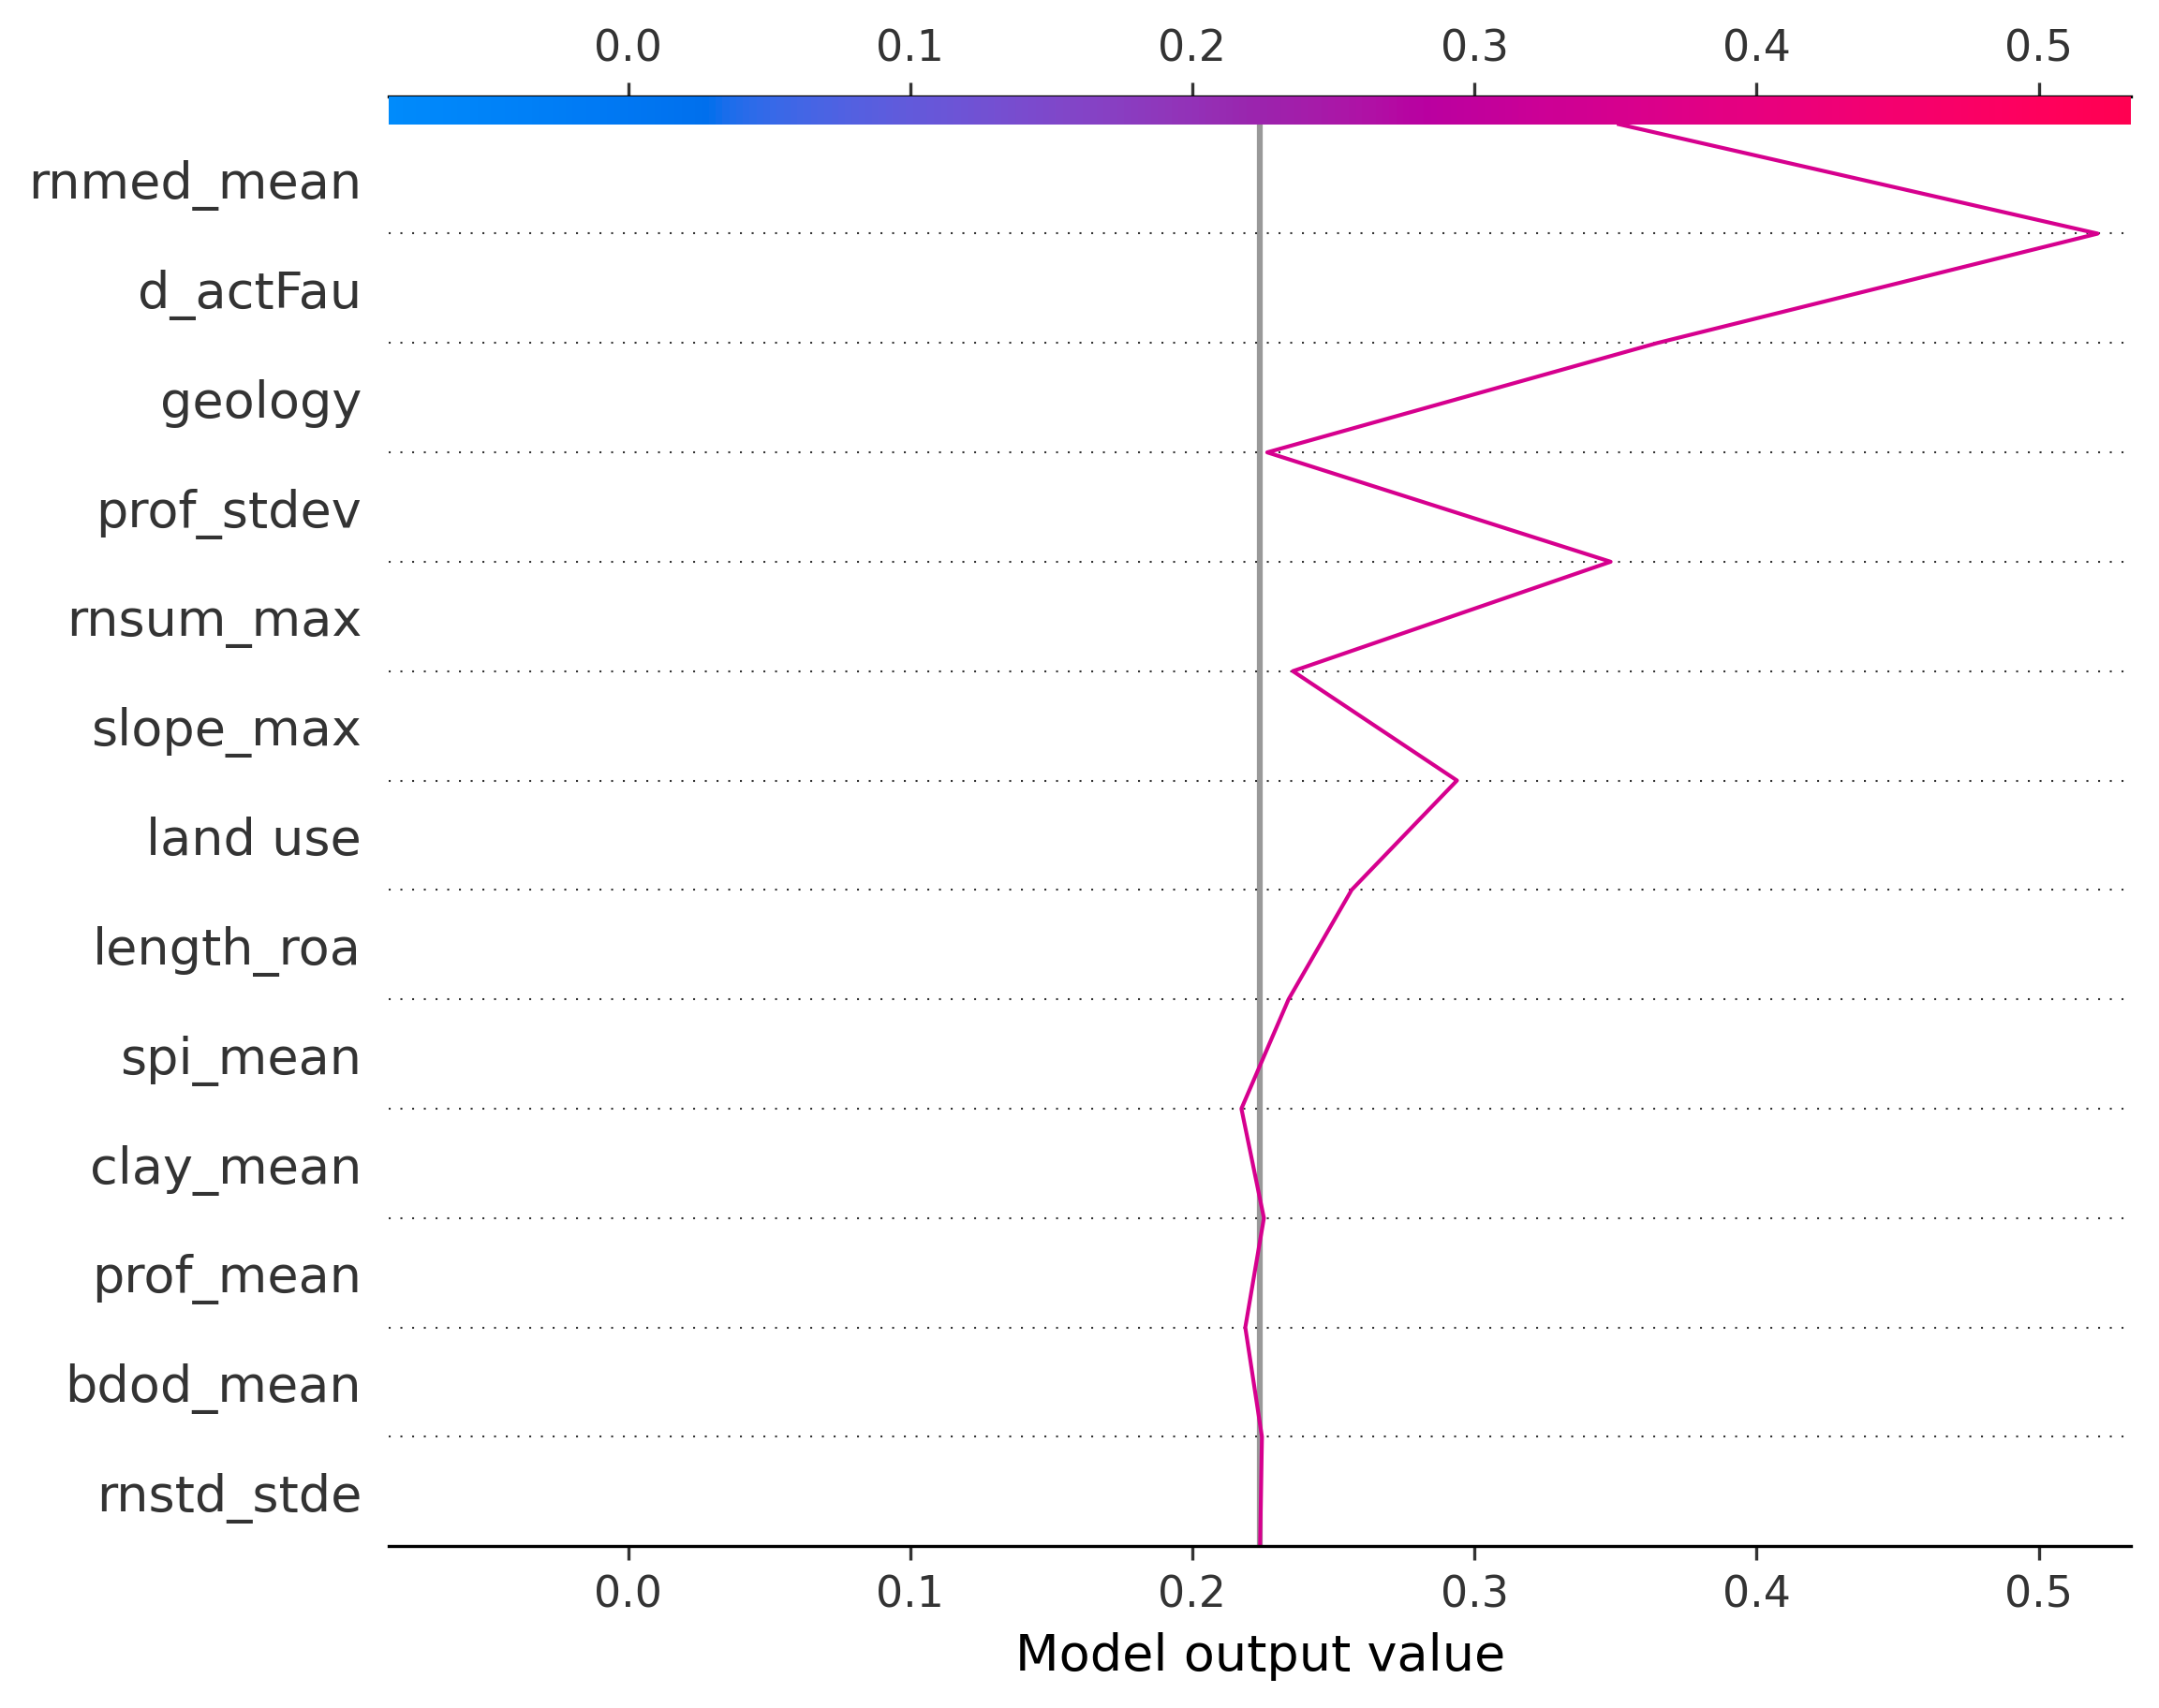 0.0 0.1 0.2 0.3 0.4 0.5
rnmed_mean
d_actFau
geology
prof_stdev
rnsum_max
slope_max
land use
length_roa
spi_mean
clay_mean
prof_mean
bdod_mean
rnstd_stde
0.0 0.1 0.2 0.3 0.4 0.5
Model output value